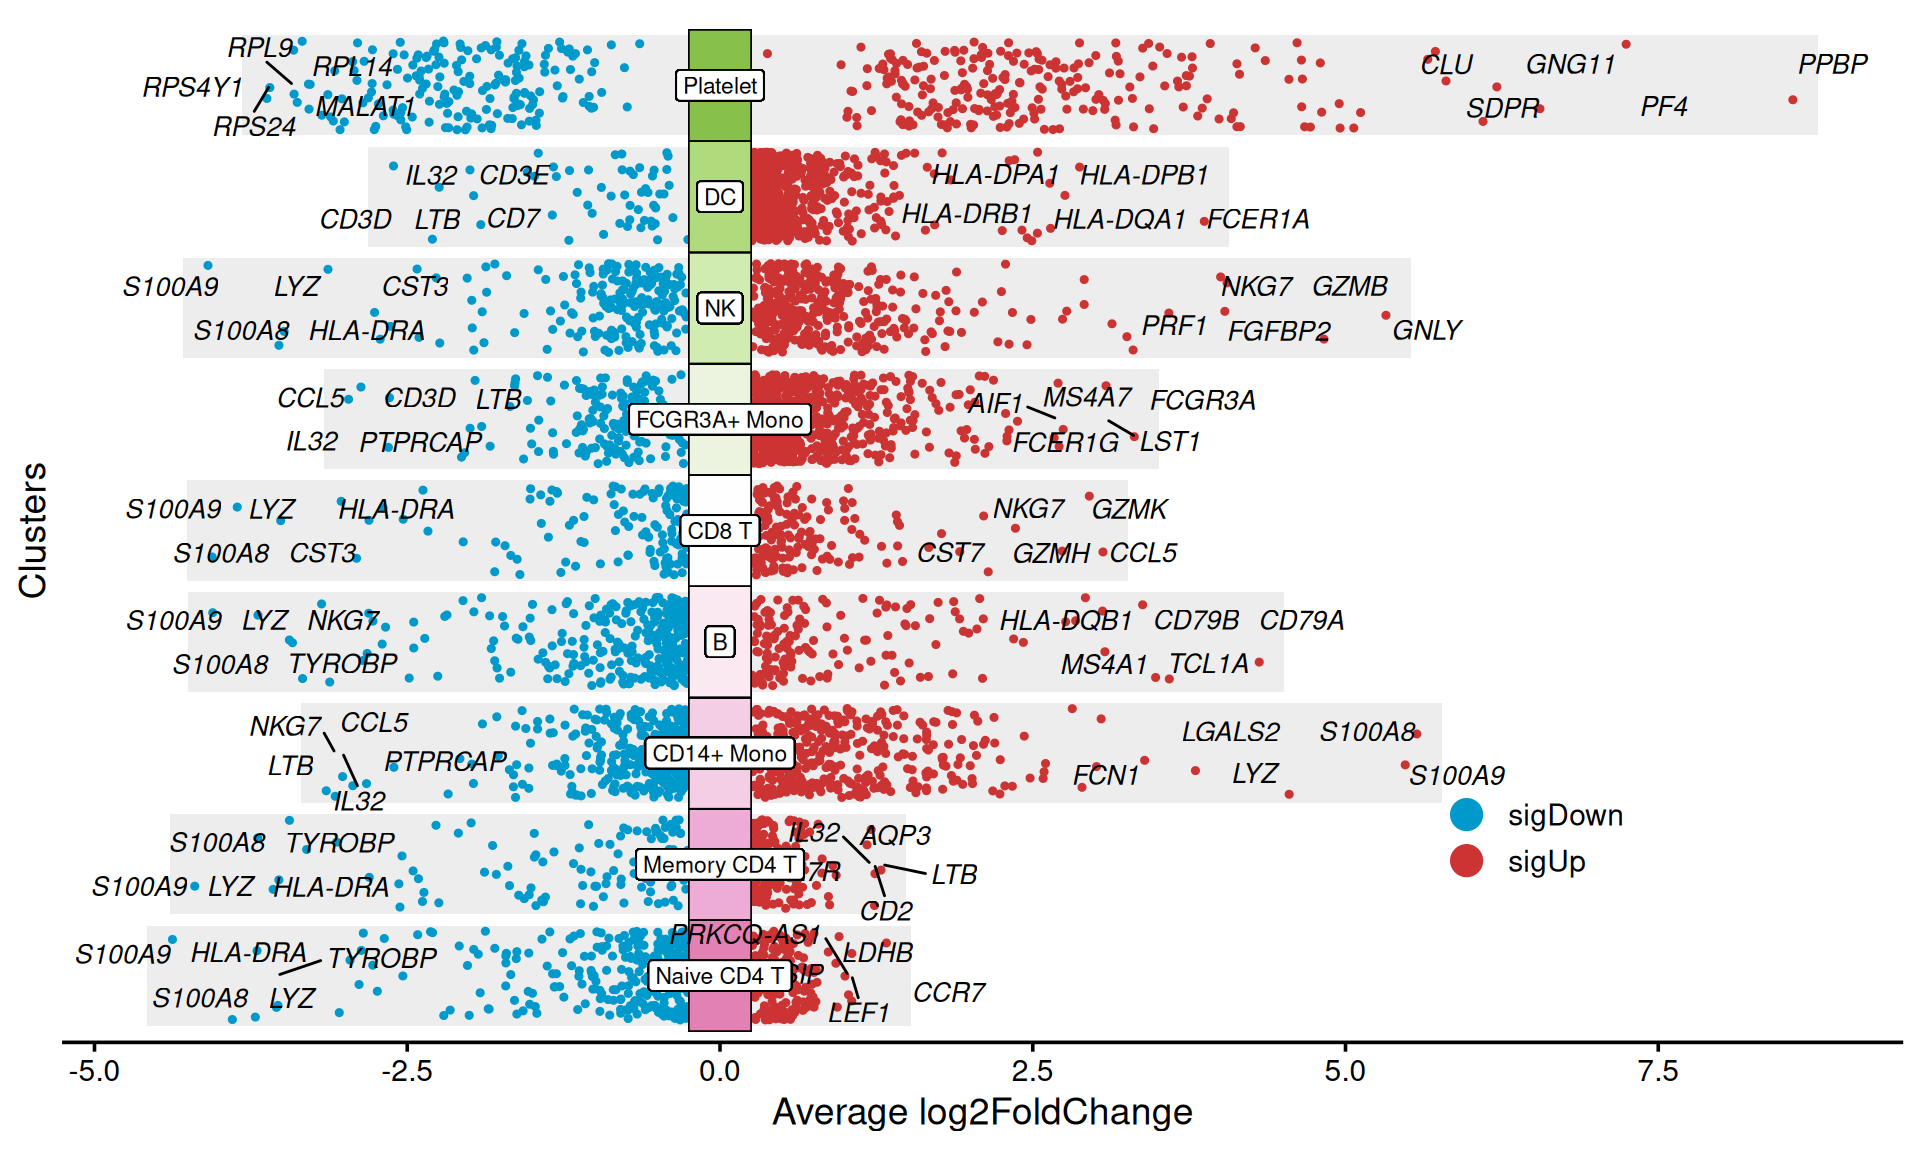 RPL9
RPL14
RPS4Y1
MALAT1
RPS24
Platelet
CLU
GNG11
PPBP
SDPR
PF4
IL32
CD3E
CD3D
LTB
CD7
DC
HLA-DPA1
HLA-DPB1
HLA-DRB1
HLA-DQA1
FCER1A
S100A9
LYZ
CST3
S100A8
HLA-DRA
NK
NKG7
GZMB
PRF1
FGFBP2
GNLY
CCL5
CD3D
LTB
IL32
PTPRCAP
FCGR3A+ Mono
AIF1
MS4A7
FCGR3A
FCER1G
LST1
S100A9
LYZ
HLA-DRA
S100A8
CST3
CD8 T
NKG7
GZMK
CST7
GZMH
CCL5
S100A9
LYZ
NKG7
S100A8
TYROBP
B
HLA-DQB1
CD79B
CD79A
MS4A1
TCL1A
NKG7
CCL5
LTB
PTPRCAP
IL32
CD14+ Mono
LGALS2
S100A8
FCN1
LYZ
S100A9
S100A8
TYROBP
S100A9
LYZ
HLA-DRA
Memory CD4 T
IL32
AQP3
7R
LTB
CD2
S100A9
HLA-DRA
TYROBP
S100A8
LYZ
PRKCQ-AS1
Naive CD4 T
LDHB
CCR7
LEF1
sigDown
sigUp
Clusters
-5.0
-2.5
0.0
2.5
5.0
7.5
Average log2FoldChange